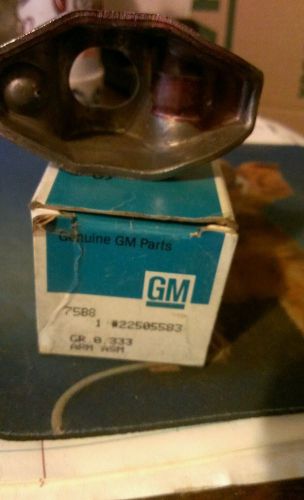 Genuine GM Parts
GM
7588
1 #22505583
GR 0.333
ARM ASM